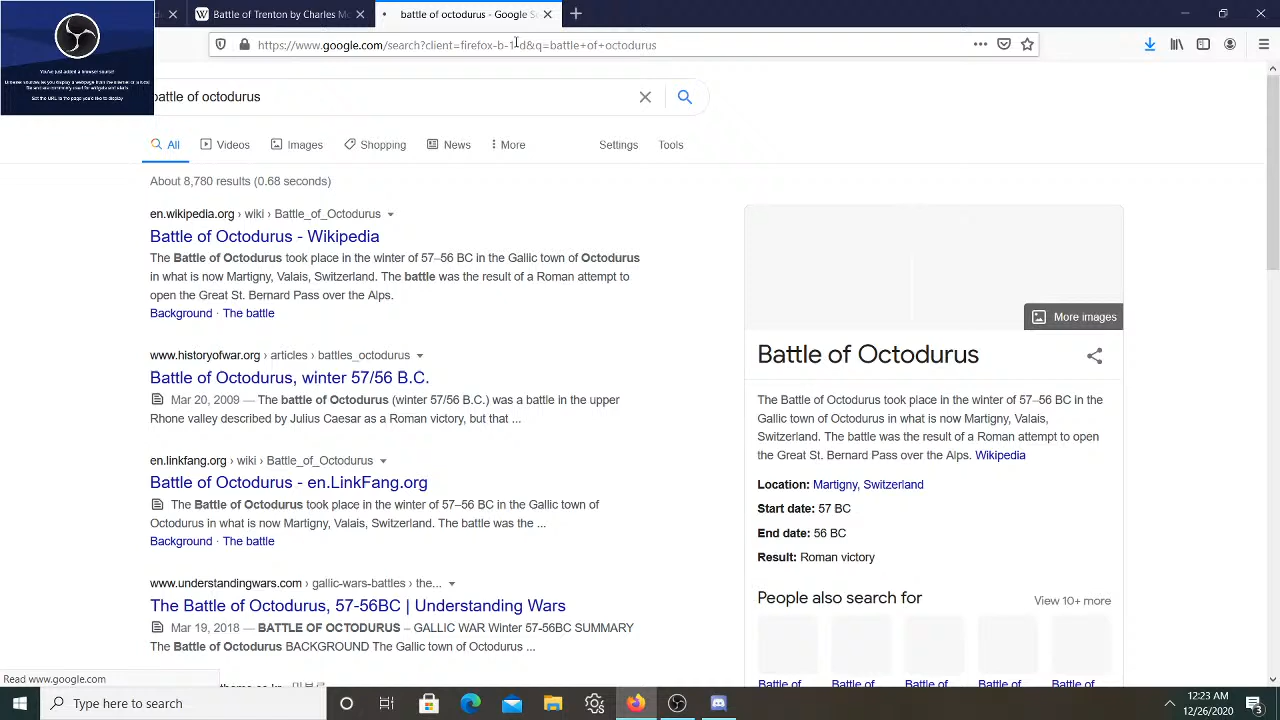 Battle of Trenton by Charles M
battle of octodurus - Google S
https://www.google.com/search?client=firefox-b-1-d&q=battle+of+octodurus
You've just added a browser source!
battle of octodurus
All
Videos
Images
Shopping
News
More
Settings
Tools
About 8,780 results (0.68 seconds)
en.wikipedia.org › wiki › Battle_of_Octodurus
Battle of Octodurus - Wikipedia
The Battle of Octodurus took place in the winter of 57–56 BC in the Gallic town of Octodurus
in what is now Martigny, Valais, Switzerland. The battle was the result of a Roman attempt to
open the Great St. Bernard Pass over the Alps.
Background · The battle
www.historyofwar.org › articles › battles_octodurus
Battle of Octodurus, winter 57/56 B.C.
Mar 20, 2009 — The battle of Octodurus (winter 57/56 B.C.) was a battle in the upper
Rhone valley described by Julius Caesar as a Roman victory, but that ...
en.linkfang.org › wiki › Battle_of_Octodurus
Battle of Octodurus - en.LinkFang.org
The Battle of Octodurus took place in the winter of 57–56 BC in the Gallic town of
Octodurus in what is now Martigny, Valais, Switzerland. The battle was the ...
Background · The battle
www.understandingwars.com › gallic-wars-battles › the...
The Battle of Octodurus, 57-56BC | Understanding Wars
Mar 19, 2018 — BATTLE OF OCTODURUS – GALLIC WAR Winter 57-56BC SUMMARY
The Battle of Octodurus BACKGROUND The Gallic town of Octodurus ...
More images
Battle of Octodurus
The Battle of Octodurus took place in the winter of 57–56 BC in the
Gallic town of Octodurus in what is now Martigny, Valais,
Switzerland. The battle was the result of a Roman attempt to open
the Great St. Bernard Pass over the Alps. Wikipedia
Location: Martigny, Switzerland
Start date: 57 BC
End date: 56 BC
Result: Roman victory
People also search for
View 10+ more
Battle of
Battle of
Battle of
Battle of
Battle of
Read www.google.com
Type here to search
12:23 AM
12/26/2020
3